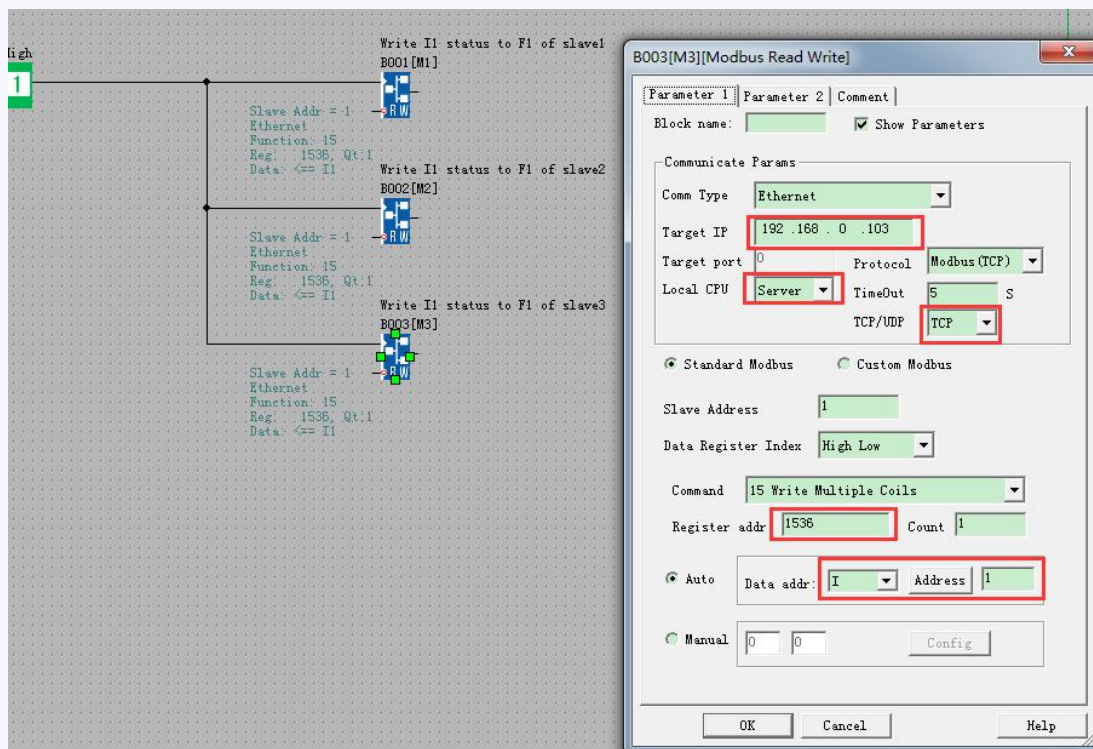 1
Write I1 status to F1 of slave1
B001[M1]
RW
Slave Addr = 1
Ethernet
Function: 15
Reg:   1536, Qt:1
Data: <== I1
Write I1 status to F1 of slave2
B002[M2]
RW
Slave Addr = 1
Ethernet
Function: 15
Reg:   1536, Qt:1
Data: <== I1
Write I1 status to F1 of slave3
B003[M3]
RW
Slave Addr = 1
Ethernet
Function: 15
Reg:   1536, Qt:1
Data: <== I1
B003[M3][Modbus Read Write]
Parameter 1 Parameter 2 Comment
Block name: Show Parameters
Communicate Params
Comm Type Ethernet
Target IP 192 .168 . 0 .103
Target port 0 Protocol Modbus(TCP)
Local CPU Server TimeOut 5 S
TCP/UDP TCP
Standard Modbus Custom Modbus
Slave Address 1
Data Register Index High Low
Command 15 Write Multiple Coils
Register addr 1536 Count 1
Auto Data addr: I Address 1
Manual 0 0 Config
OK Cancel Help